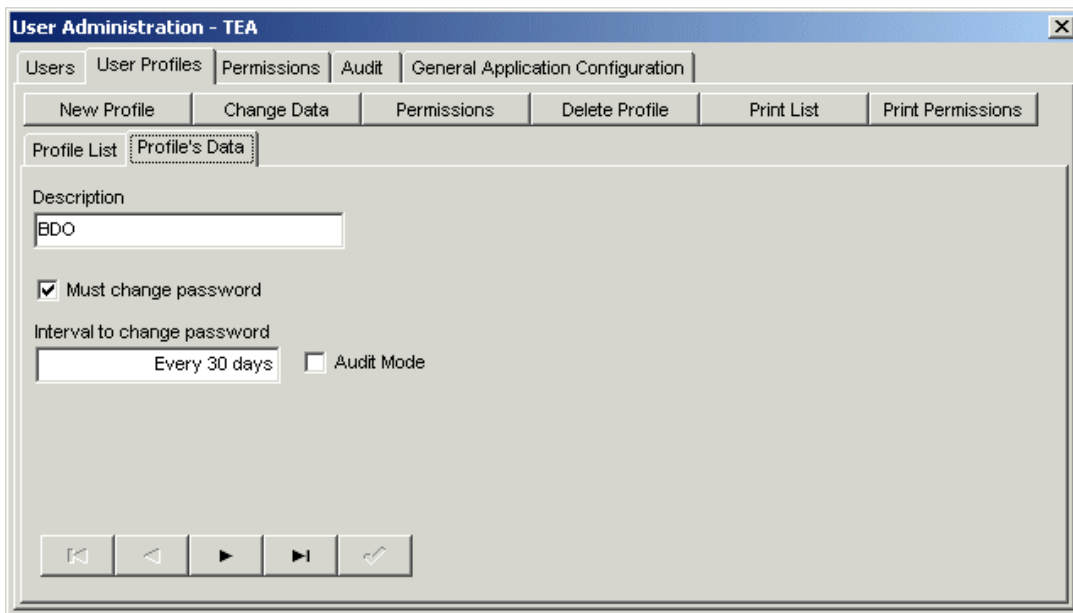 User Administration - TEA
Users User Profiles Permissions Audit General Application Configuration
New Profile Change Data Permissions Delete Profile Print List Print Permissions
Profile List Profile's Data
Description
BDO
Must change password
Interval to change password
Every 30 days Audit Mode